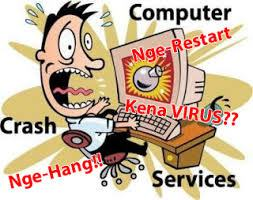 Computer
Nge-Restart
Kena VIRUS??
Crash
Nge-Hang!!
Services